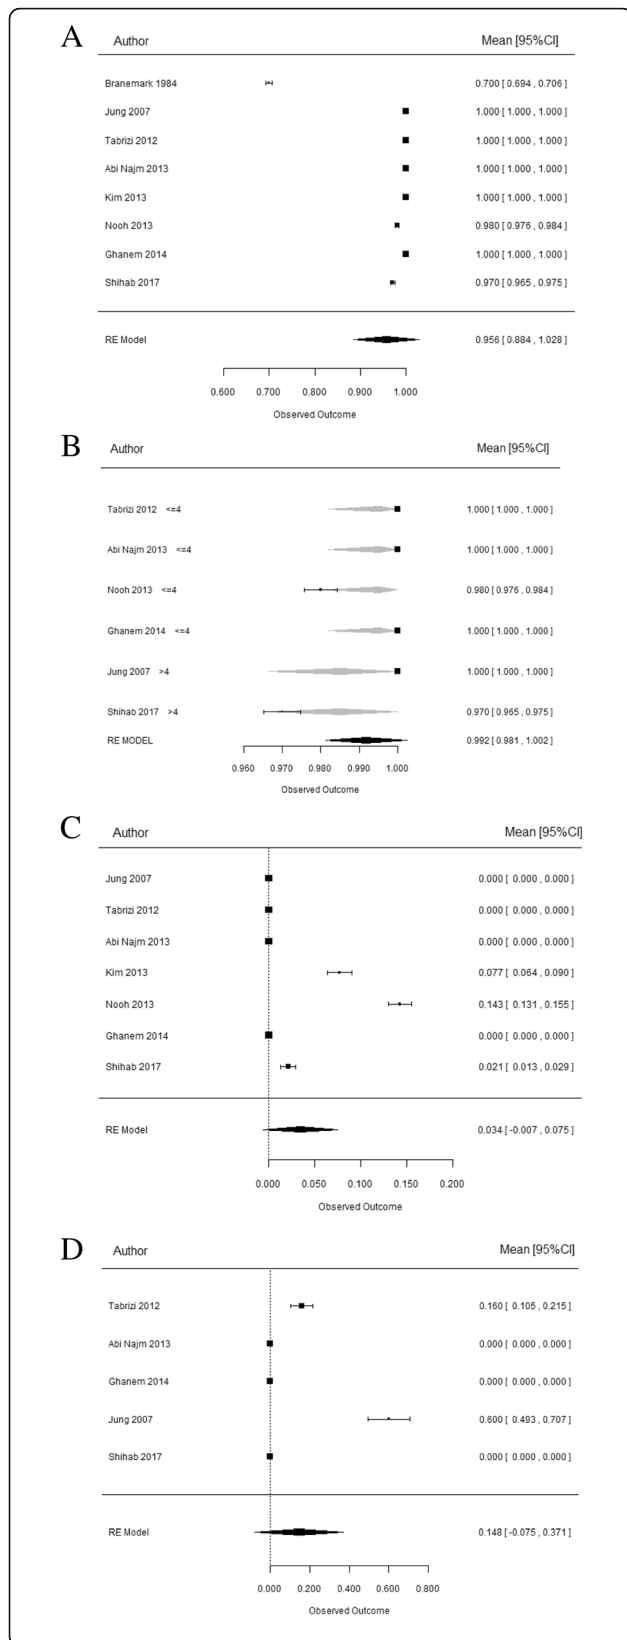 A
Author Mean [95%CI]
Branemark 1984 0.700 [ 0.694 , 0.706 ]
Jung 2007 1.000 [ 1.000 , 1.000 ]
Tabrizi 2012 1.000 [ 1.000 , 1.000 ]
Abi Najm 2013 1.000 [ 1.000 , 1.000 ]
Kim 2013 1.000 [ 1.000 , 1.000 ]
Nooh 2013 0.980 [ 0.976 , 0.984 ]
Ghanem 2014 1.000 [ 1.000 , 1.000 ]
Shihab 2017 0.970 [ 0.965 , 0.975 ]
RE Model 0.956 [ 0.884 , 1.028 ]
0.600 0.700 0.800 0.900 1.000
Observed Outcome
B
Author Mean [95%CI]
Tabrizi 2012 <=4 1.000 [ 1.000 , 1.000 ]
Abi Najm 2013 <=4 1.000 [ 1.000 , 1.000 ]
Nooh 2013 <=4 0.980 [ 0.976 , 0.984 ]
Ghanem 2014 <=4 1.000 [ 1.000 , 1.000 ]
Jung 2007 >4 1.000 [ 1.000 , 1.000 ]
Shihab 2017 >4 0.970 [ 0.965 , 0.975 ]
RE MODEL 0.992 [ 0.981 , 1.002 ]
0.960 0.970 0.980 0.990 1.000
Observed Outcome
C
Author Mean [95%CI]
Jung 2007 0.000 [ 0.000 , 0.000 ]
Tabrizi 2012 0.000 [ 0.000 , 0.000 ]
Abi Najm 2013 0.000 [ 0.000 , 0.000 ]
Kim 2013 0.077 [ 0.064 , 0.090 ]
Nooh 2013 0.143 [ 0.131 , 0.155 ]
Ghanem 2014 0.000 [ 0.000 , 0.000 ]
Shihab 2017 0.021 [ 0.013 , 0.029 ]
RE Model 0.034 [ -0.007 , 0.075 ]
0.000 0.050 0.100 0.150 0.200
Observed Outcome
D
Author Mean [95%CI]
Tabrizi 2012 0.160 [ 0.105 , 0.215 ]
Abi Najm 2013 0.000 [ 0.000 , 0.000 ]
Ghanem 2014 0.000 [ 0.000 , 0.000 ]
Jung 2007 0.600 [ 0.493 , 0.707 ]
Shihab 2017 0.000 [ 0.000 , 0.000 ]
RE Model 0.148 [ -0.075 , 0.371 ]
0.000 0.200 0.400 0.600 0.800
Observed Outcome